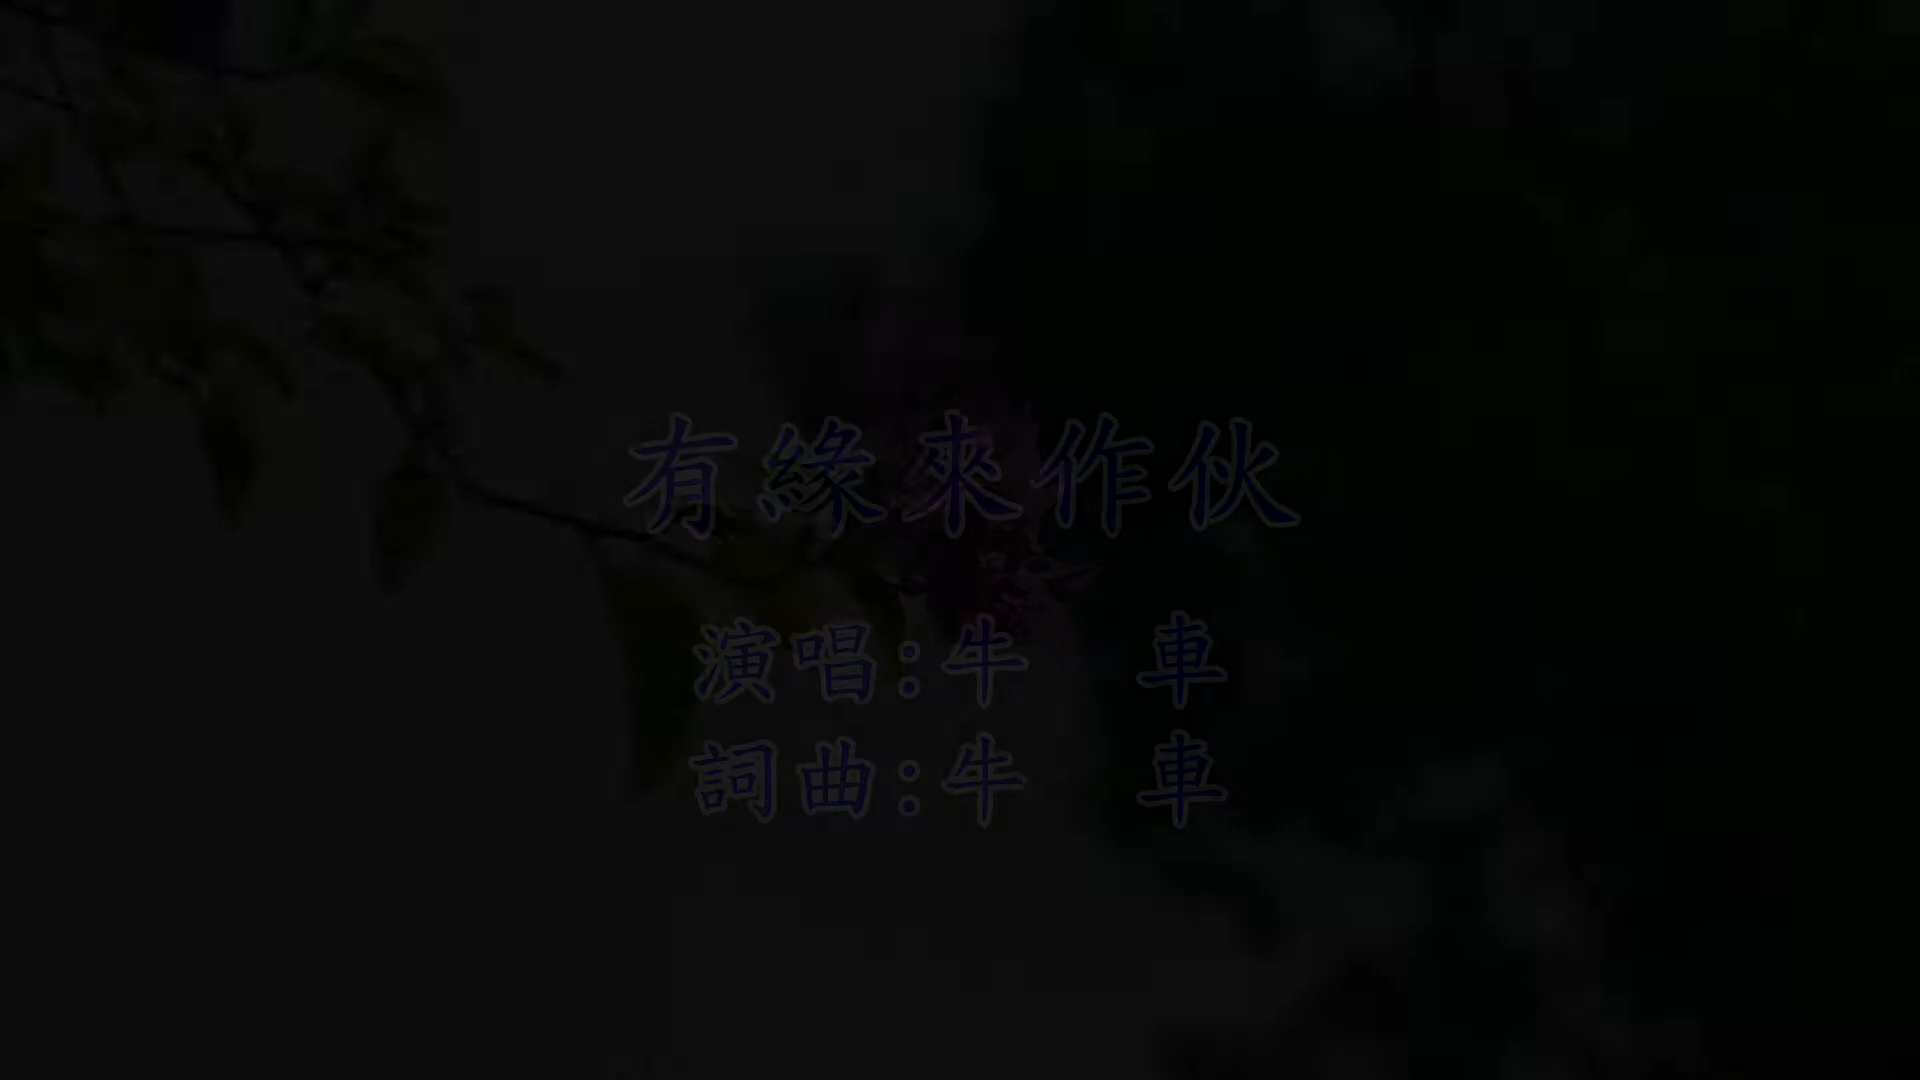 有緣來作伙
演唱:牛　車
詞曲:牛　車